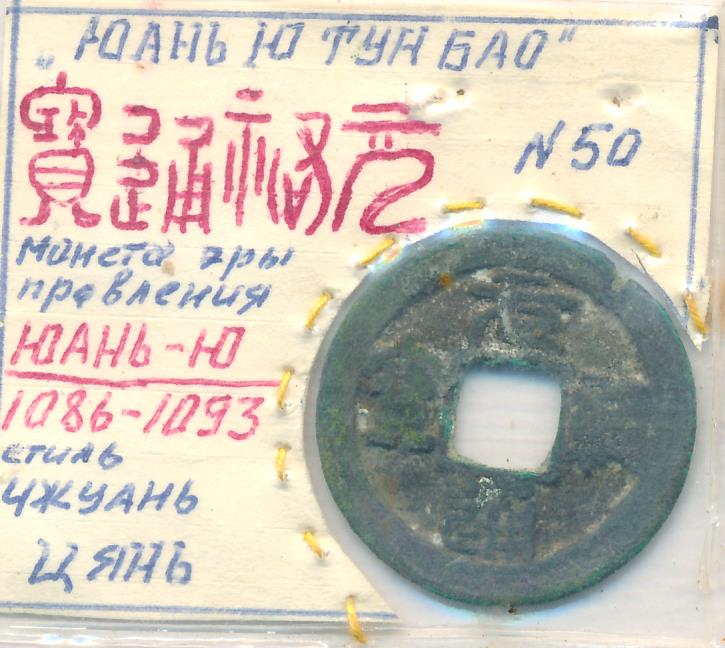 „ЮАНЬ Ю ТУН БАО"
寶通祐元
N 50
монета эры
правления
ЮАНЬ-Ю
1086-1093
стиль
ЧЖУАНЬ
ЦЯНЬ